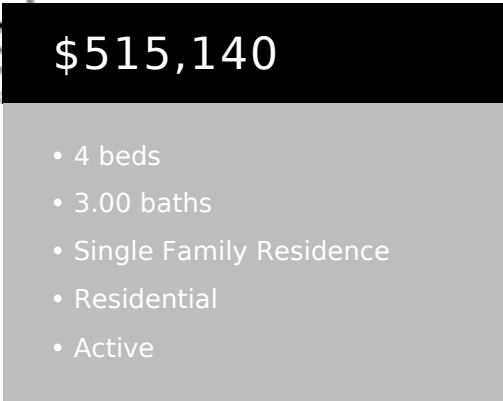 $515,140
• 4 beds
• 3.00 baths
• Single Family Residence
• Residential
• Active